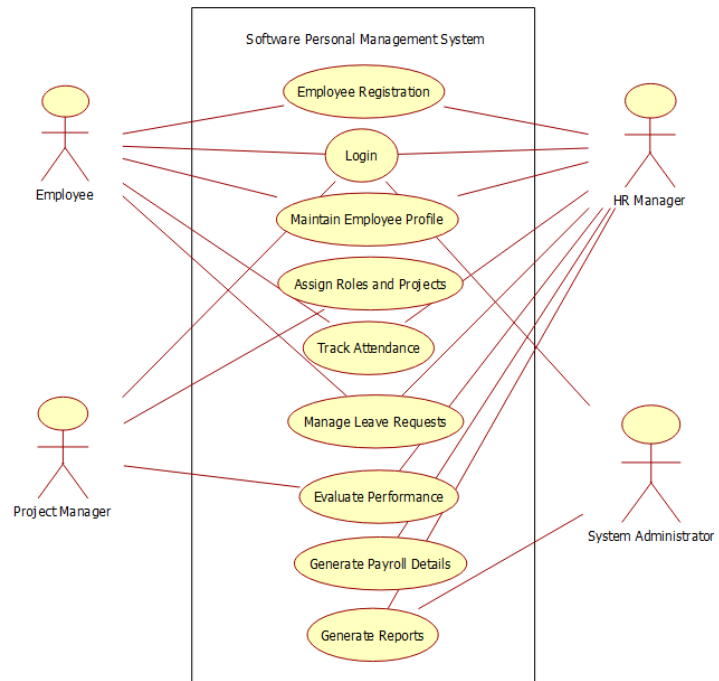 Software Personal Management System
Employee Registration
Login
Employee
HR Manager
Maintain Employee Profile
Assign Roles and Projects
Track Attendance
Manage Leave Requests
Evaluate Performance
Project Manager
System Administrator
Generate Payroll Details
Generate Reports